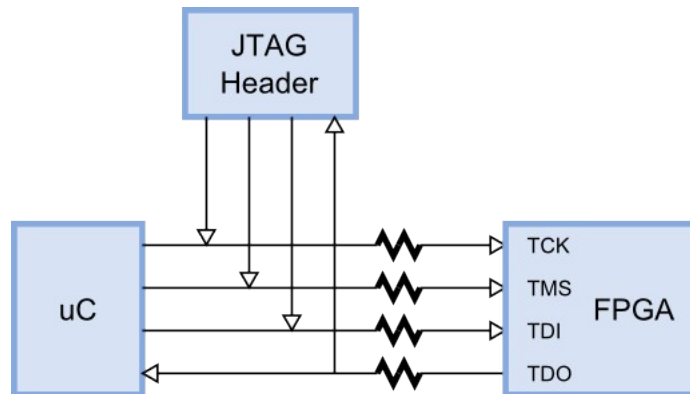 JTAG
Header
uC
TCK
TMS
FPGA
TDI
TDO